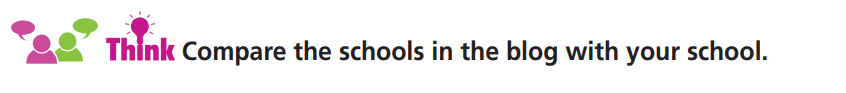 Think Compare the schools in the blog with your school.